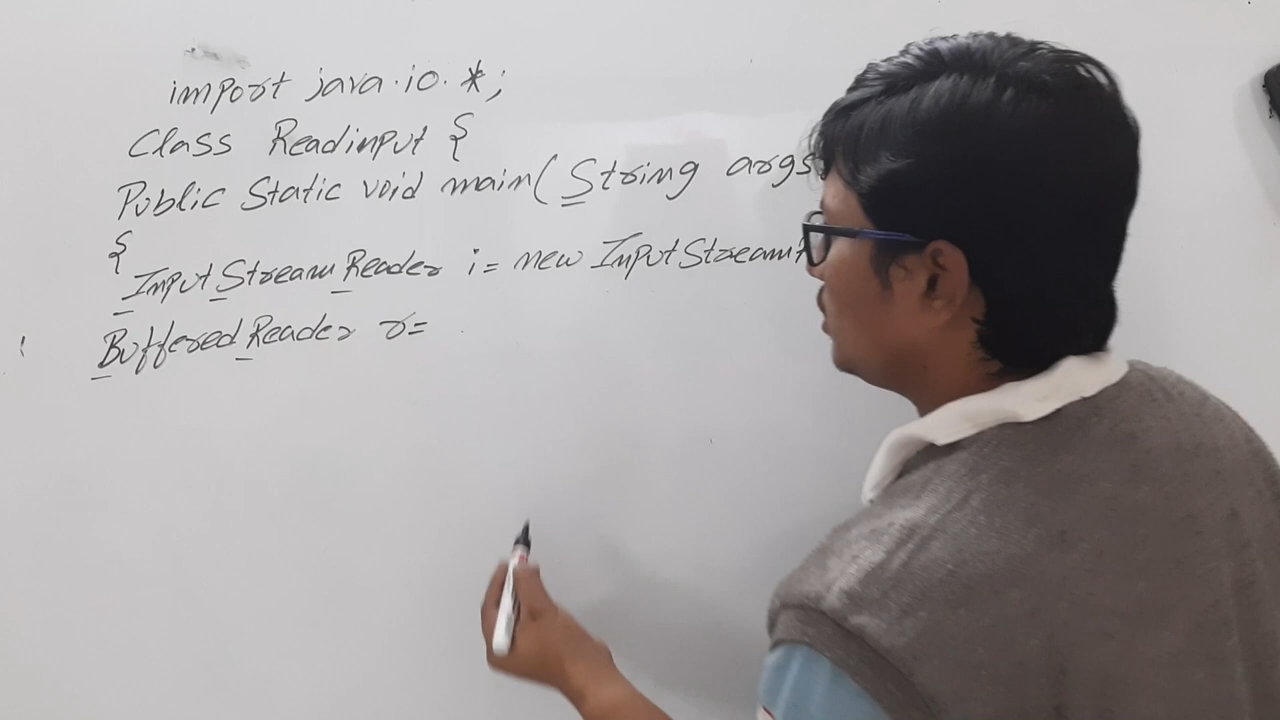 import java.io.*;
Class Readinput {
Public Static void main( String args
{
InputStreamReader i= new InputStream
BufferedReader r=